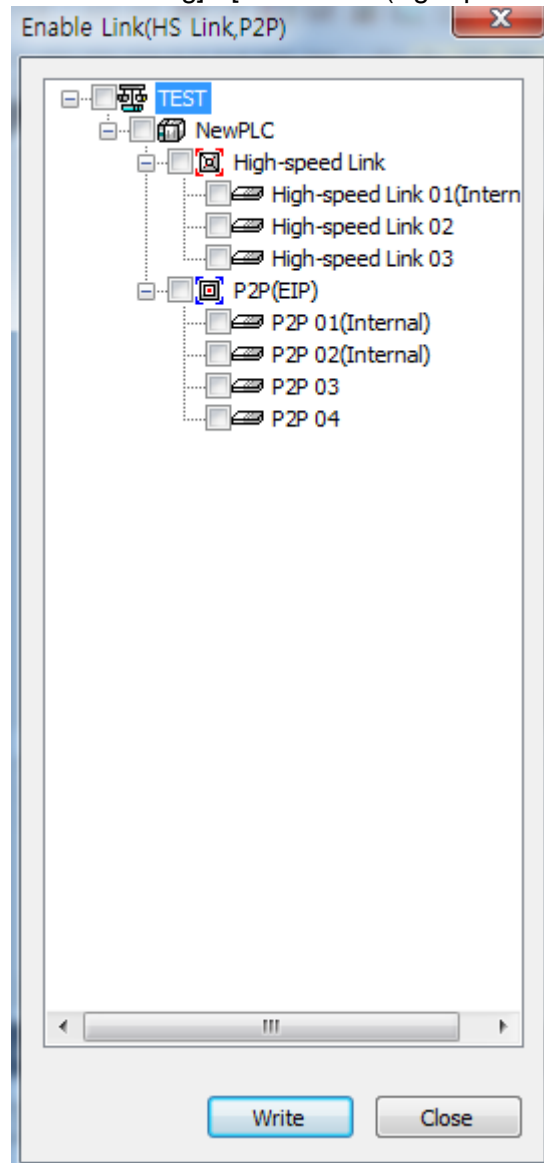 Enable Link(HS Link,P2P)
TEST
NewPLC
High-speed Link
High-speed Link 01(Intern
High-speed Link 02
High-speed Link 03
P2P(EIP)
P2P 01(Internal)
P2P 02(Internal)
P2P 03
P2P 04
Write Close